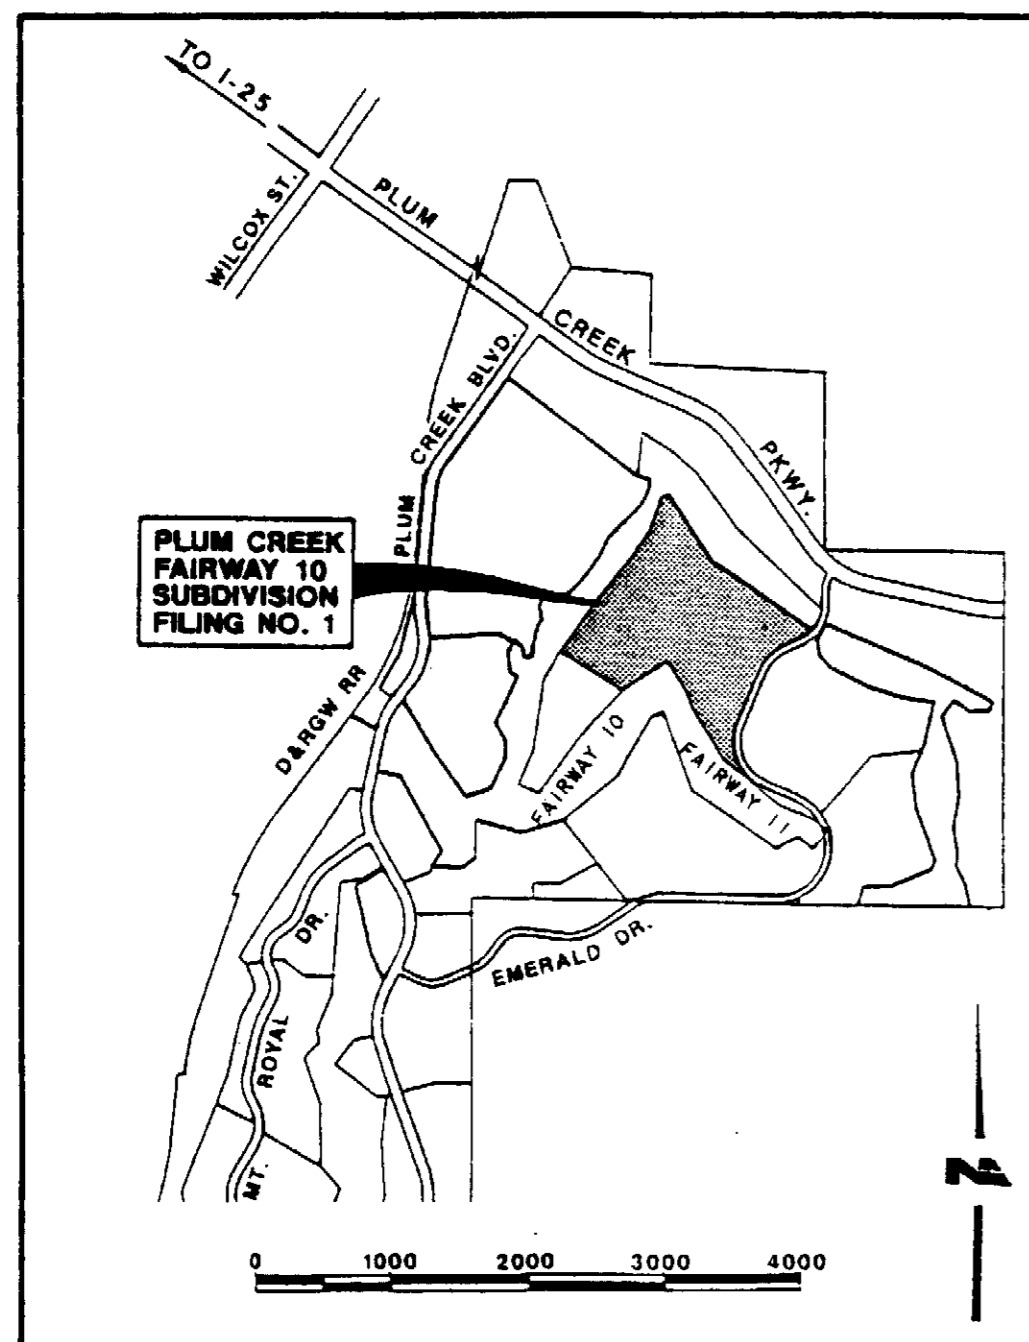 TO I-25
WILCOX ST.
PLUM CREEK PKWY.
PLUM CREEK BLVD.
PLUM CREEK
FAIRWAY 10
SUBDIVISION
FILING NO. 1
D&RGW RR
FAIRWAY 10
FAIRWAY 11
EMERALD DR.
MT. ROYAL DR.
N
0 1000 2000 3000 4000